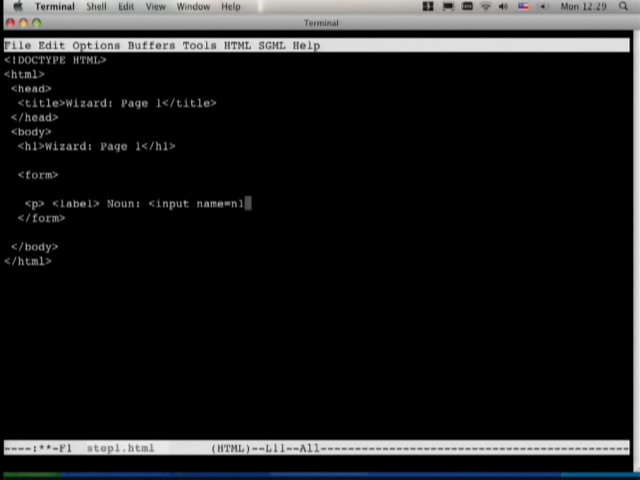 Terminal Shell Edit View Window Help Mon 12:29
Terminal
File Edit Options Buffers Tools HTML SGML Help
<!DOCTYPE HTML>
<html>
<head>
<title>Wizard: Page 1</title>
</head>
<body>
<h1>Wizard: Page 1</h1>
<form>
<p> <label> Noun: <input name=n1
</form>
</body>
</html>
----:**-F1 step1.html (HTML)--L11--All----